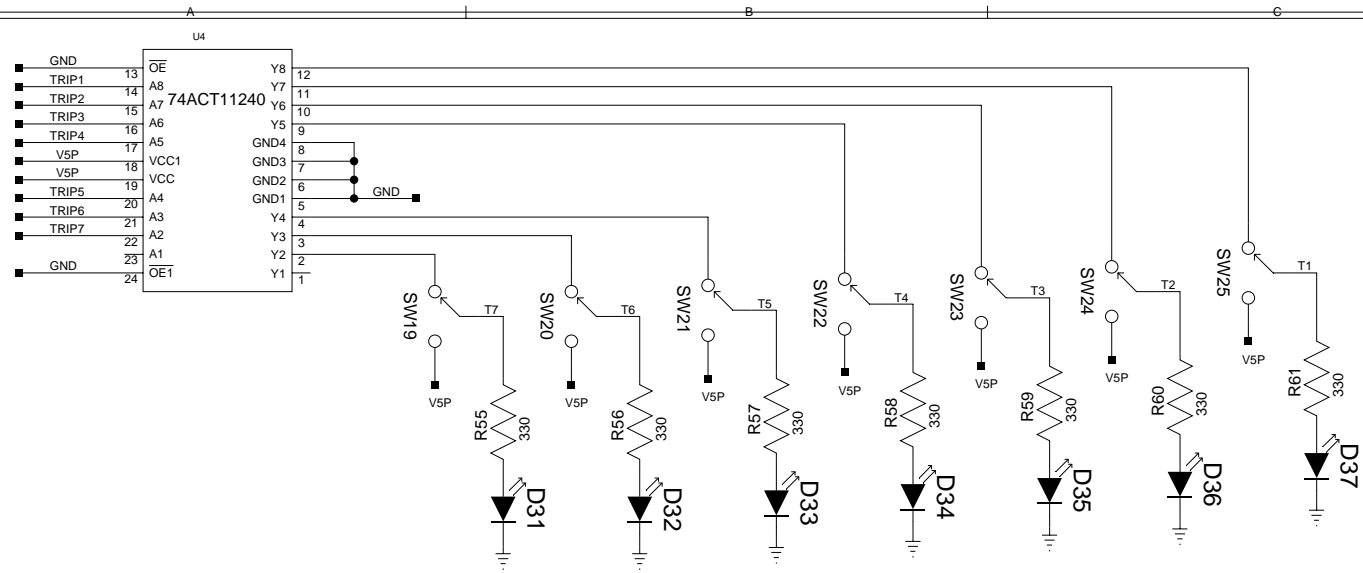 A B C
U4
GND 13 OE Y8 12
TRIP1 14 A8 Y7 11
TRIP2 15 A7 74ACT11240 Y6 10
TRIP3 16 A6 Y5 9
TRIP4 17 A5 GND4 8
V5P 18 VCC1 GND3 7
V5P 19 VCC GND2 6
TRIP5 20 A4 GND1 5 GND
TRIP6 21 A3 Y4 4
TRIP7 22 A2 Y3 3
23 A1 Y2 2
GND 24 OE1 Y1 1
SW19 T7 SW20 T6 SW21 T5 SW22 T4 SW23 T3 SW24 T2 SW25 T1
V5P V5P V5P V5P V5P V5P V5P
R55 330 R56 330 R57 330 R58 330 R59 330 R60 330 R61 330
D31 D32 D33 D34 D35 D36 D37